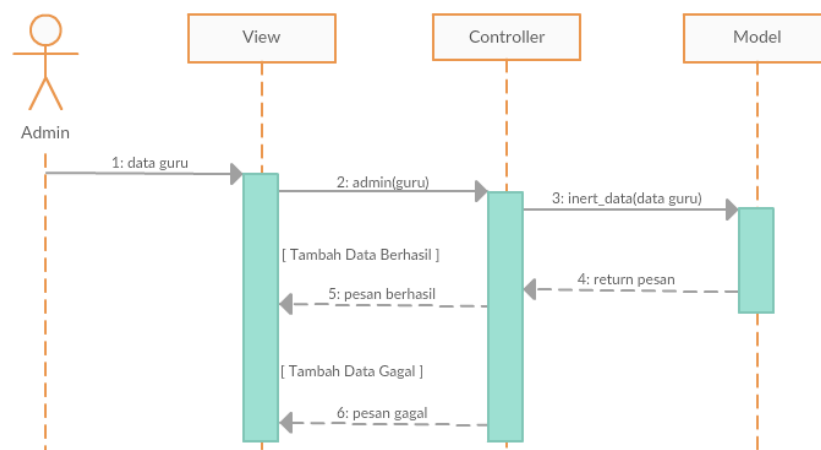 View
Controller
Model
Admin
1: data guru
2: admin(guru)
3: inert_data(data guru)
[ Tambah Data Berhasil ]
4: return pesan
5: pesan berhasil
[ Tambah Data Gagal ]
6: pesan gagal